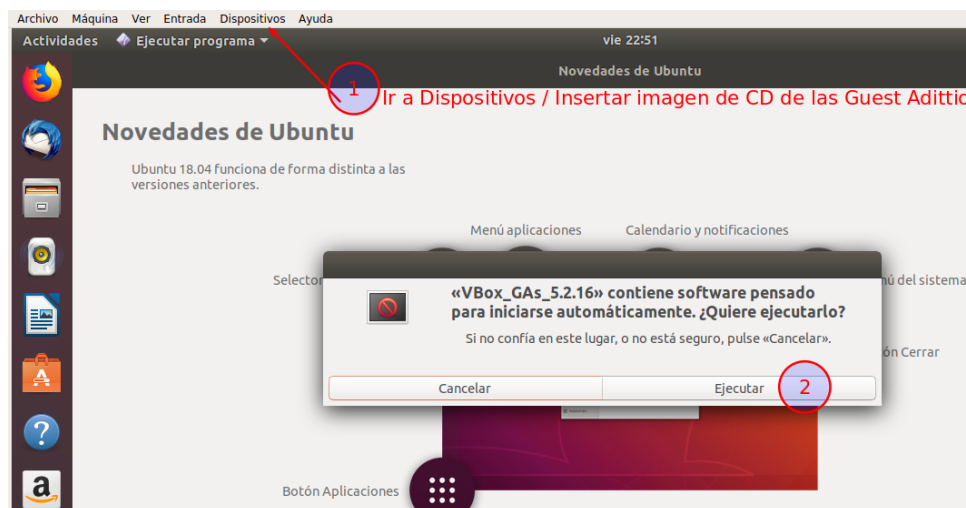 Archivo Máquina Ver Entrada Dispositivos Ayuda
Actividades Ejecutar programa vie 22:51
Novedades de Ubuntu
1
Ir a Dispositivos / Insertar imagen de CD de las Guest Adittio
Novedades de Ubuntu
Ubuntu 18.04 funciona de forma distinta a las
versiones anteriores.
Menú aplicaciones Calendario y notificaciones
Selector
nú del sistema
«VBox_GAs_5.2.16» contiene software pensado
para iniciarse automáticamente. ¿Quiere ejecutarlo?
Si no confía en este lugar, o no está seguro, pulse «Cancelar».
ón Cerrar
Cancelar Ejecutar 2
Botón Aplicaciones